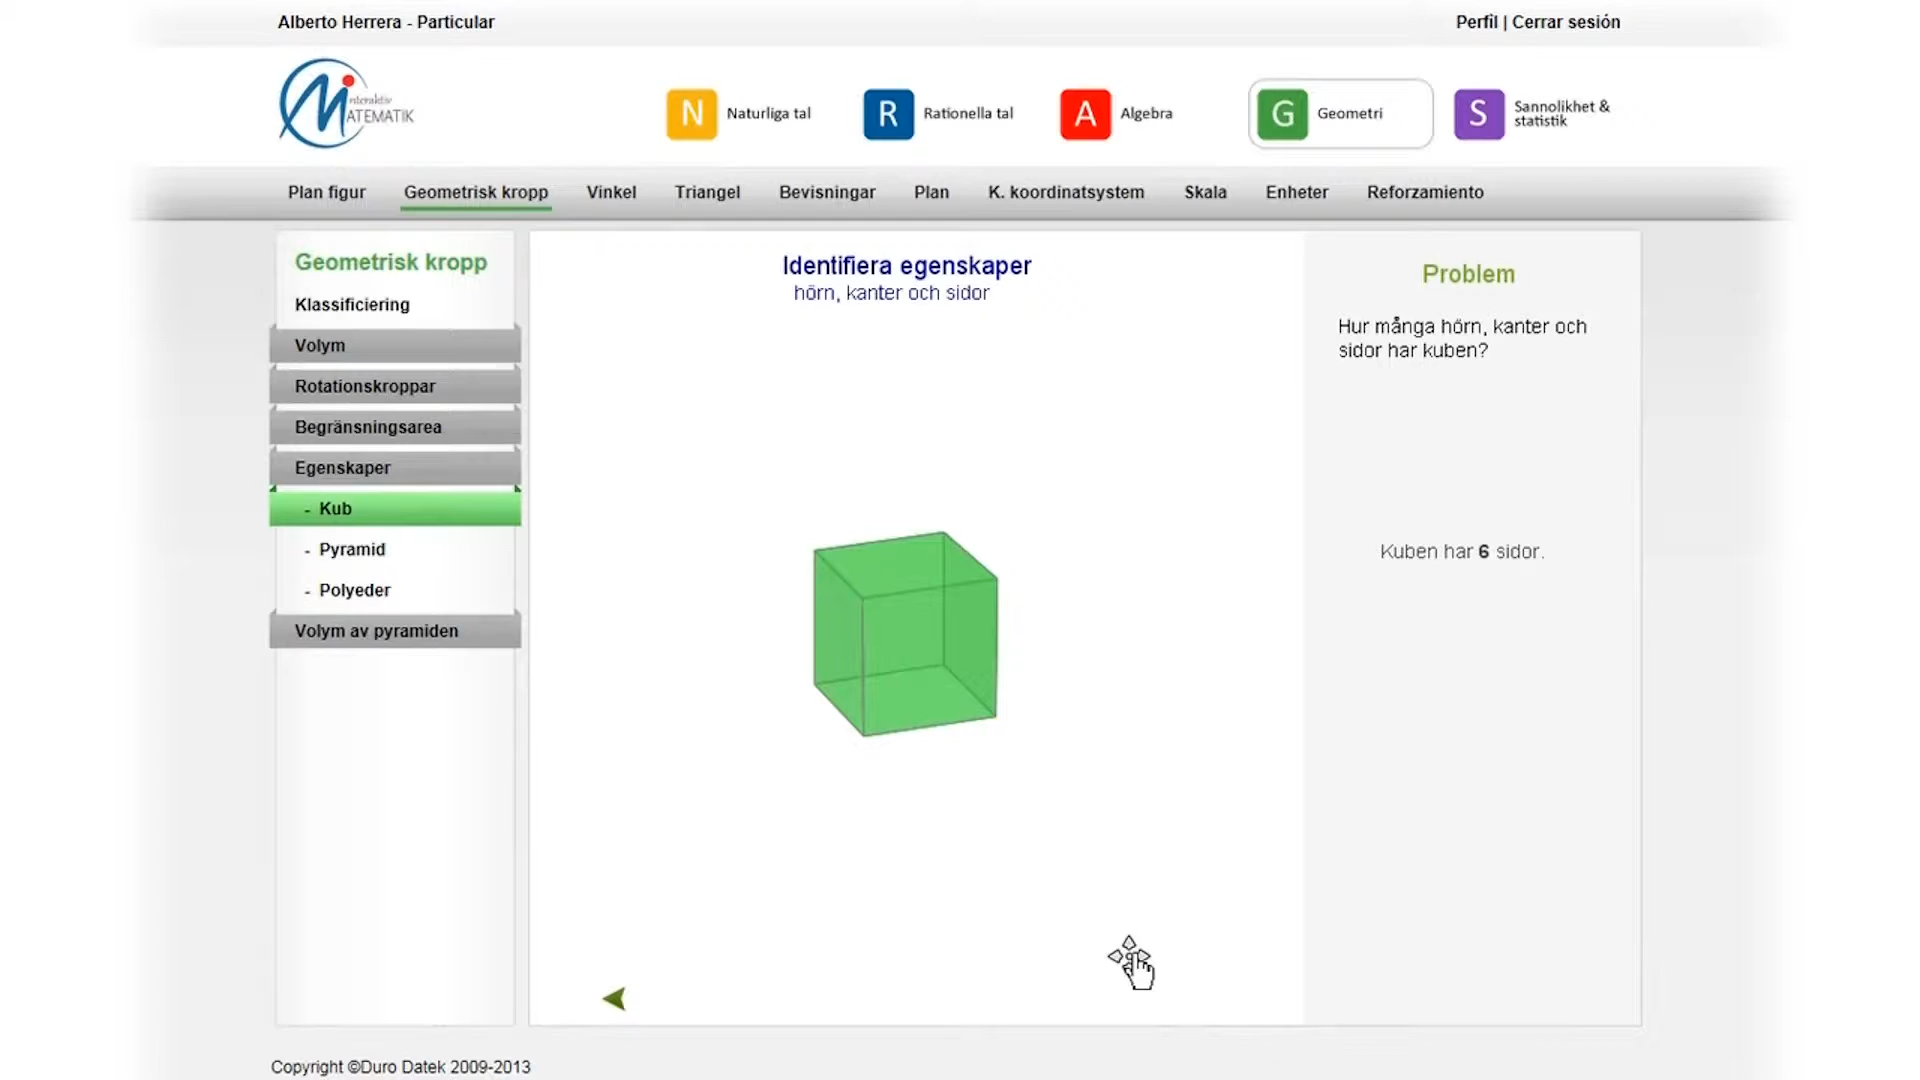 Alberto Herrera - Particular
Perfil | Cerrar sesión
Interaktiv
MATEMATIK
N Naturliga tal
R Rationella tal
A Algebra
G Geometri
S Sannolikhet &
statistik
Plan figur Geometrisk kropp Vinkel Triangel Bevisningar Plan K. koordinatsystem Skala Enheter Reforzamiento
Geometrisk kropp
Klassificiering
Volym
Rotationskroppar
Begränsningsarea
Egenskaper
- Kub
- Pyramid
- Polyeder
Volym av pyramiden
Identifiera egenskaper
hörn, kanter och sidor
Problem
Hur många hörn, kanter och
sidor har kuben?
Kuben har 6 sidor.
Copyright ©Duro Datek 2009-2013